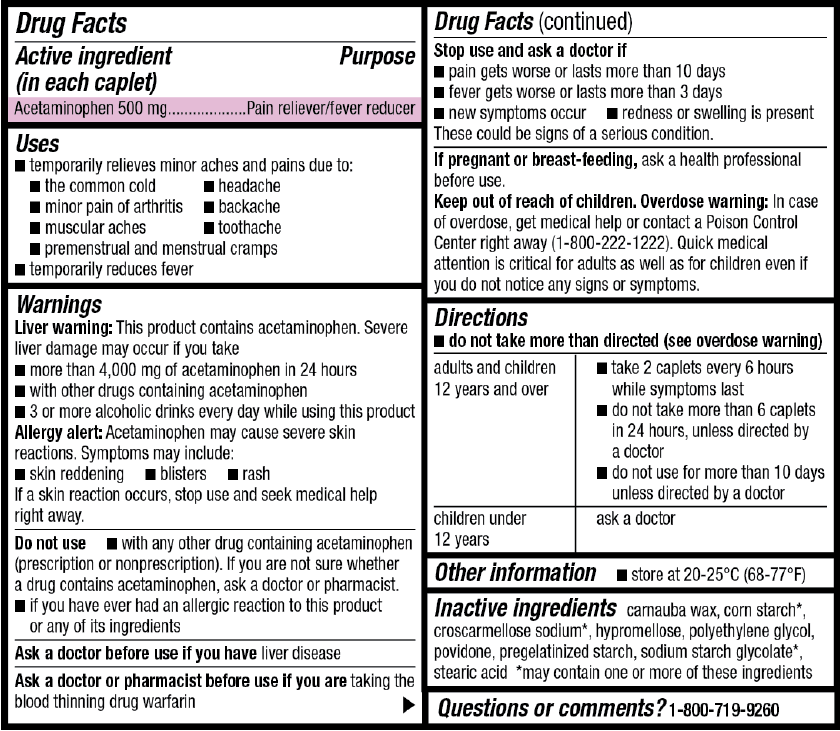 Drug Facts
Active ingredient Purpose
(in each caplet)
Acetaminophen 500 mg...................Pain reliever/fever reducer
Uses
■ temporarily relieves minor aches and pains due to:
■ the common cold ■ headache
■ minor pain of arthritis ■ backache
■ muscular aches ■ toothache
■ premenstrual and menstrual cramps
■ temporarily reduces fever
Warnings
Liver warning: This product contains acetaminophen. Severe
liver damage may occur if you take
■ more than 4,000 mg of acetaminophen in 24 hours
■ with other drugs containing acetaminophen
■ 3 or more alcoholic drinks every day while using this product
Allergy alert: Acetaminophen may cause severe skin
reactions. Symptoms may include:
■ skin reddening ■ blisters ■ rash
If a skin reaction occurs, stop use and seek medical help
right away.
Do not use ■ with any other drug containing acetaminophen
(prescription or nonprescription). If you are not sure whether
a drug contains acetaminophen, ask a doctor or pharmacist.
■ if you have ever had an allergic reaction to this product
or any of its ingredients
Ask a doctor before use if you have liver disease
Ask a doctor or pharmacist before use if you are taking the
blood thinning drug warfarin ▶
Drug Facts (continued)
Stop use and ask a doctor if
■ pain gets worse or lasts more than 10 days
■ fever gets worse or lasts more than 3 days
■ new symptoms occur ■ redness or swelling is present
These could be signs of a serious condition.
If pregnant or breast-feeding, ask a health professional
before use.
Keep out of reach of children. Overdose warning: In case
of overdose, get medical help or contact a Poison Control
Center right away (1-800-222-1222). Quick medical
attention is critical for adults as well as for children even if
you do not notice any signs or symptoms.
Directions
■ do not take more than directed (see overdose warning)
adults and children ■ take 2 caplets every 6 hours
12 years and over while symptoms last
■ do not take more than 6 caplets
in 24 hours, unless directed by
a doctor
■ do not use for more than 10 days
unless directed by a doctor
children under ask a doctor
12 years
Other information ■ store at 20-25°C (68-77°F)
Inactive ingredients carnauba wax, corn starch*,
croscarmellose sodium*, hypromellose, polyethylene glycol,
povidone, pregelatinized starch, sodium starch glycolate*,
stearic acid *may contain one or more of these ingredients
Questions or comments? 1-800-719-9260